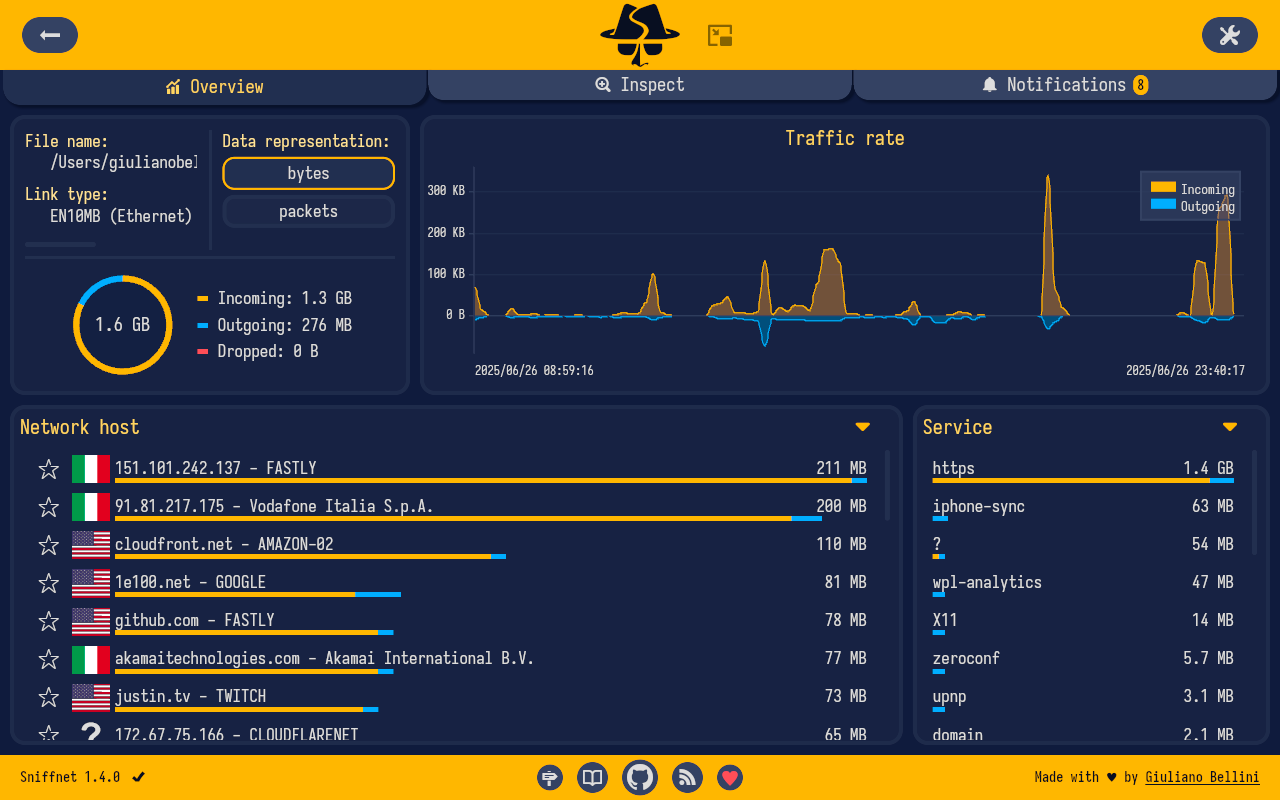 Overview
Inspect
Notifications 8
File name:
/Users/giulianobel
Link type:
EN10MB (Ethernet)
Data representation:
bytes
packets
1.6 GB
Incoming: 1.3 GB
Outgoing: 276 MB
Dropped: 0 B
Traffic rate
300 KB
200 KB
100 KB
0 B
Incoming
Outgoing
2025/06/26 08:59:16
2025/06/26 23:40:17
Network host
151.101.242.137 - FASTLY 211 MB
91.81.217.175 - Vodafone Italia S.p.A. 200 MB
cloudfront.net - AMAZON-02 110 MB
1e100.net - GOOGLE 81 MB
github.com - FASTLY 78 MB
akamaitechnologies.com - Akamai International B.V. 77 MB
justin.tv - TWITCH 73 MB
? 172.67.75.166 - CLOUDFLARENET 65 MB
Service
https 1.4 GB
iphone-sync 63 MB
? 54 MB
wpl-analytics 47 MB
X11 14 MB
zeroconf 5.7 MB
upnp 3.1 MB
domain 2.1 MB
Sniffnet 1.4.0 ✔
Made with ♥ by Giuliano Bellini